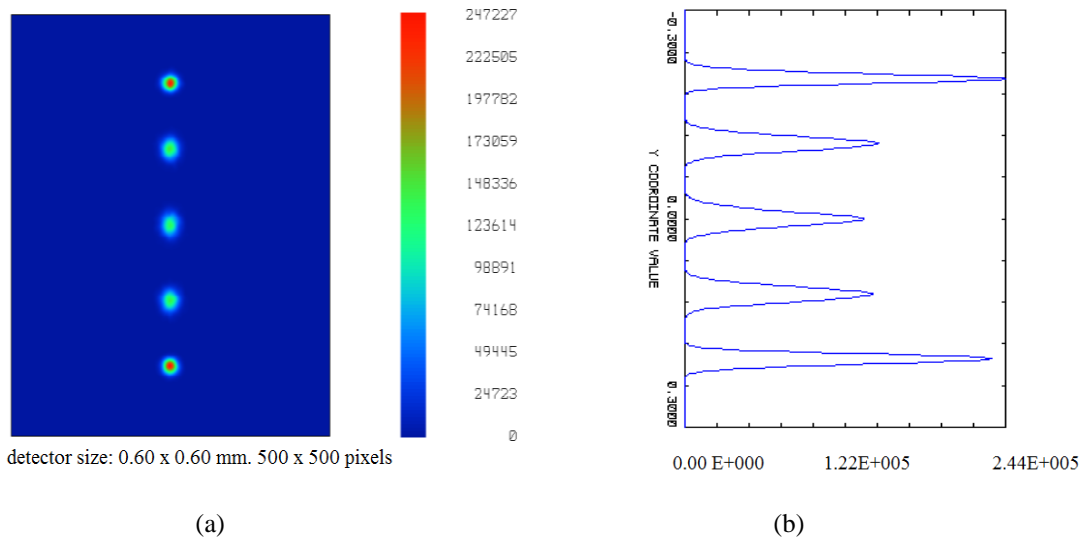 247227
222505
197782
173059
148336
123614
98891
74168
49445
24723
0
detector size: 0.60 x 0.60 mm. 500 x 500 pixels
(a)
-0.3000
0.0000
0.3000
Y COORDINATE VALUE
0.00 E+000 1.22E+005 2.44E+005
(b)